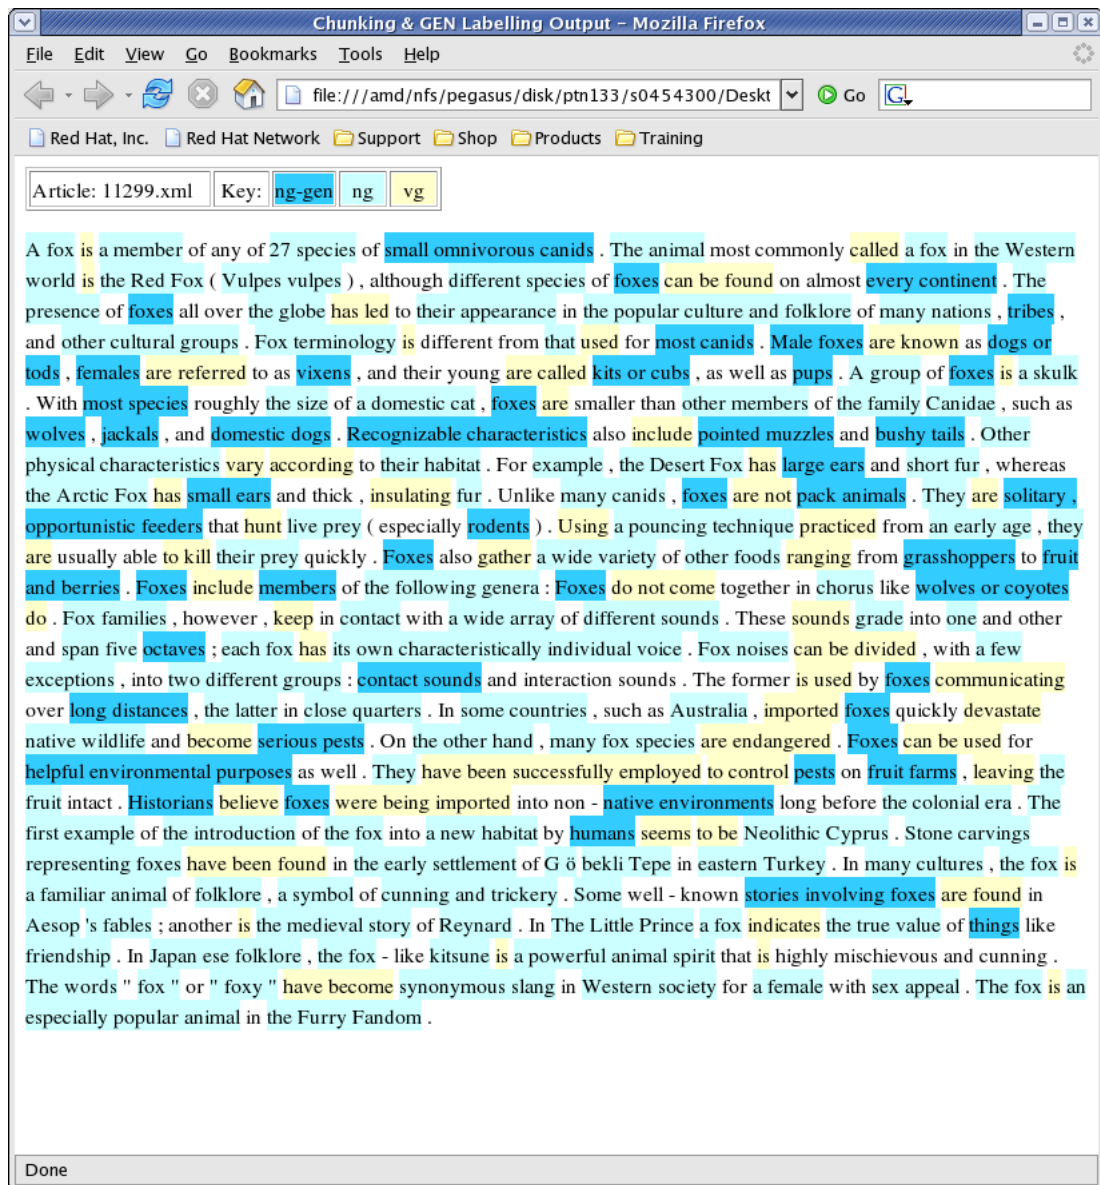 Chunking & GEN Labelling Output – Mozilla Firefox
File Edit View Go Bookmarks Tools Help
file:///amd/nfs/pegasus/disk/ptn133/s0454300/Deskt Go G
Red Hat, Inc. Red Hat Network Support Shop Products Training
Article: 11299.xml Key: ng-gen ng vg
A fox is a member of any of 27 species of small omnivorous canids . The animal most commonly called a fox in the Western
world is the Red Fox ( Vulpes vulpes ) , although different species of foxes can be found on almost every continent . The
presence of foxes all over the globe has led to their appearance in the popular culture and folklore of many nations , tribes ,
and other cultural groups . Fox terminology is different from that used for most canids . Male foxes are known as dogs or
tods , females are referred to as vixens , and their young are called kits or cubs , as well as pups . A group of foxes is a skulk
. With most species roughly the size of a domestic cat , foxes are smaller than other members of the family Canidae , such as
wolves , jackals , and domestic dogs . Recognizable characteristics also include pointed muzzles and bushy tails . Other
physical characteristics vary according to their habitat . For example , the Desert Fox has large ears and short fur , whereas
the Arctic Fox has small ears and thick , insulating fur . Unlike many canids , foxes are not pack animals . They are solitary ,
opportunistic feeders that hunt live prey ( especially rodents ) . Using a pouncing technique practiced from an early age , they
are usually able to kill their prey quickly . Foxes also gather a wide variety of other foods ranging from grasshoppers to fruit
and berries . Foxes include members of the following genera : Foxes do not come together in chorus like wolves or coyotes
do . Fox families , however , keep in contact with a wide array of different sounds . These sounds grade into one and other
and span five octaves ; each fox has its own characteristically individual voice . Fox noises can be divided , with a few
exceptions , into two different groups : contact sounds and interaction sounds . The former is used by foxes communicating
over long distances , the latter in close quarters . In some countries , such as Australia , imported foxes quickly devastate
native wildlife and become serious pests . On the other hand , many fox species are endangered . Foxes can be used for
helpful environmental purposes as well . They have been successfully employed to control pests on fruit farms , leaving the
fruit intact . Historians believe foxes were being imported into non - native environments long before the colonial era . The
first example of the introduction of the fox into a new habitat by humans seems to be Neolithic Cyprus . Stone carvings
representing foxes have been found in the early settlement of G ö bekli Tepe in eastern Turkey . In many cultures , the fox is
a familiar animal of folklore , a symbol of cunning and trickery . Some well - known stories involving foxes are found in
Aesop 's fables ; another is the medieval story of Reynard . In The Little Prince a fox indicates the true value of things like
friendship . In Japan ese folklore , the fox - like kitsune is a powerful animal spirit that is highly mischievous and cunning .
The words " fox " or " foxy " have become synonymous slang in Western society for a female with sex appeal . The fox is an
especially popular animal in the Furry Fandom .
Done